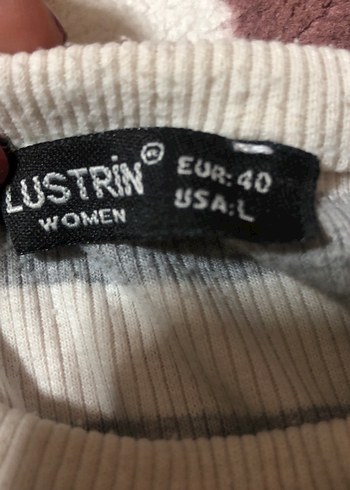 LUSTRİN
WOMEN
EUR: 40
USA: L